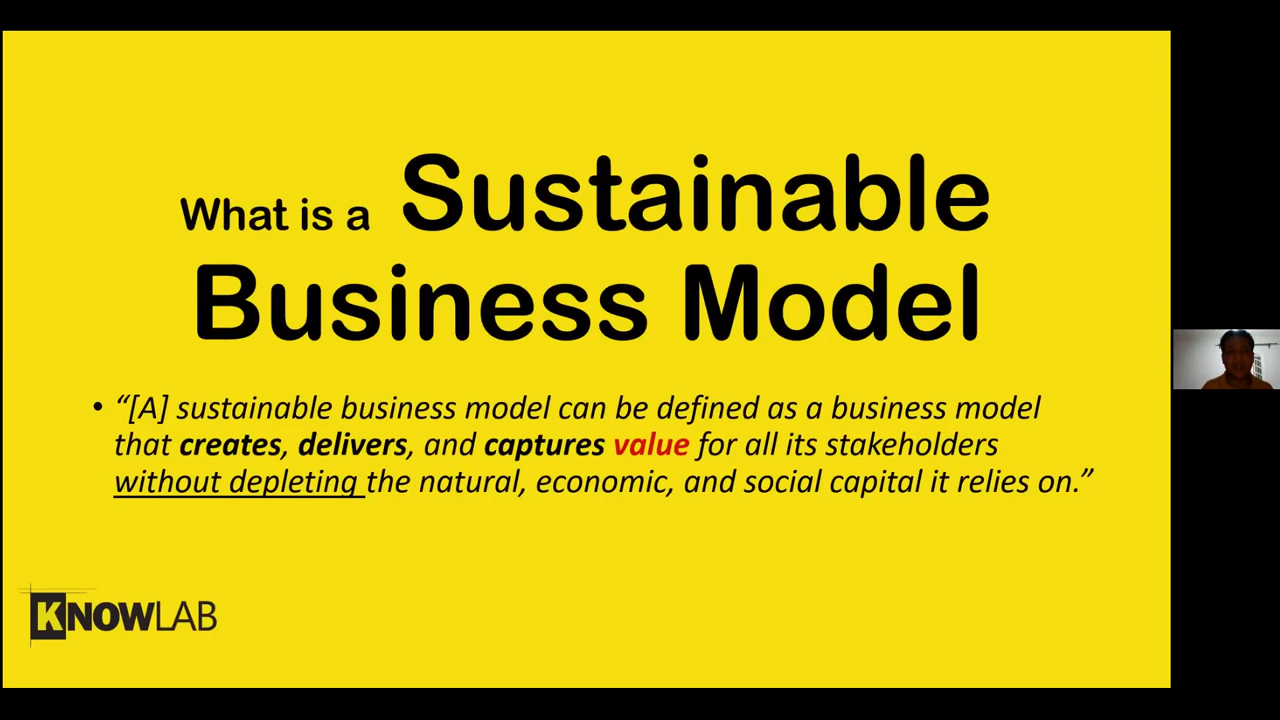 What is a Sustainable
Business Model
• “[A] sustainable business model can be defined as a business model
that creates, delivers, and captures value for all its stakeholders
without depleting the natural, economic, and social capital it relies on.”
KNOWLAB